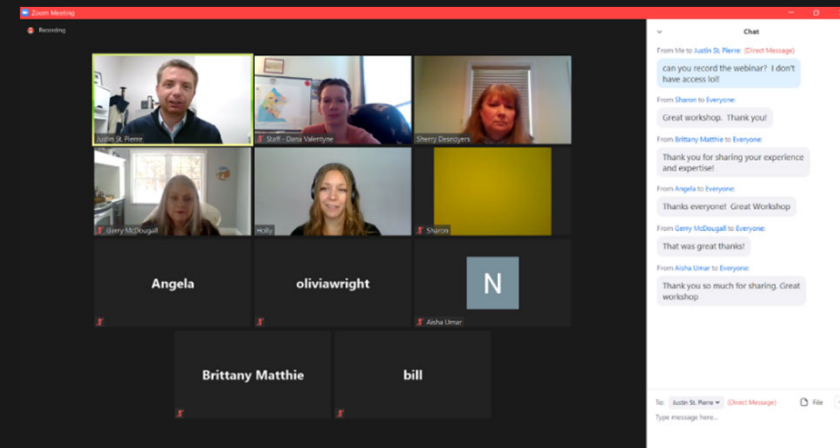 Zoom Meeting
Recording
Justin St. Pierre
Staff - Dana Valentyne
Sherry Desroyers
Gerry McDougall
Holly
Sharon
Angela
oliviawright
N
Aisha Umar
Brittany Matthie
bill
Chat
From Me to Justin St. Pierre: (Direct Message)
can you record the webinar? I don't
have access lol!
From Sharon to Everyone:
Great workshop. Thank you!
From Brittany Matthie to Everyone:
Thank you for sharing your experience
and expertise!
From Angela to Everyone:
Thanks everyone! Great Workshop
From Gerry McDougall to Everyone:
That was great thanks!
From Aisha Umar to Everyone:
Thank you so much for sharing. Great
workshop
To: Justin St. Pierre (Direct Message) File
Type message here...